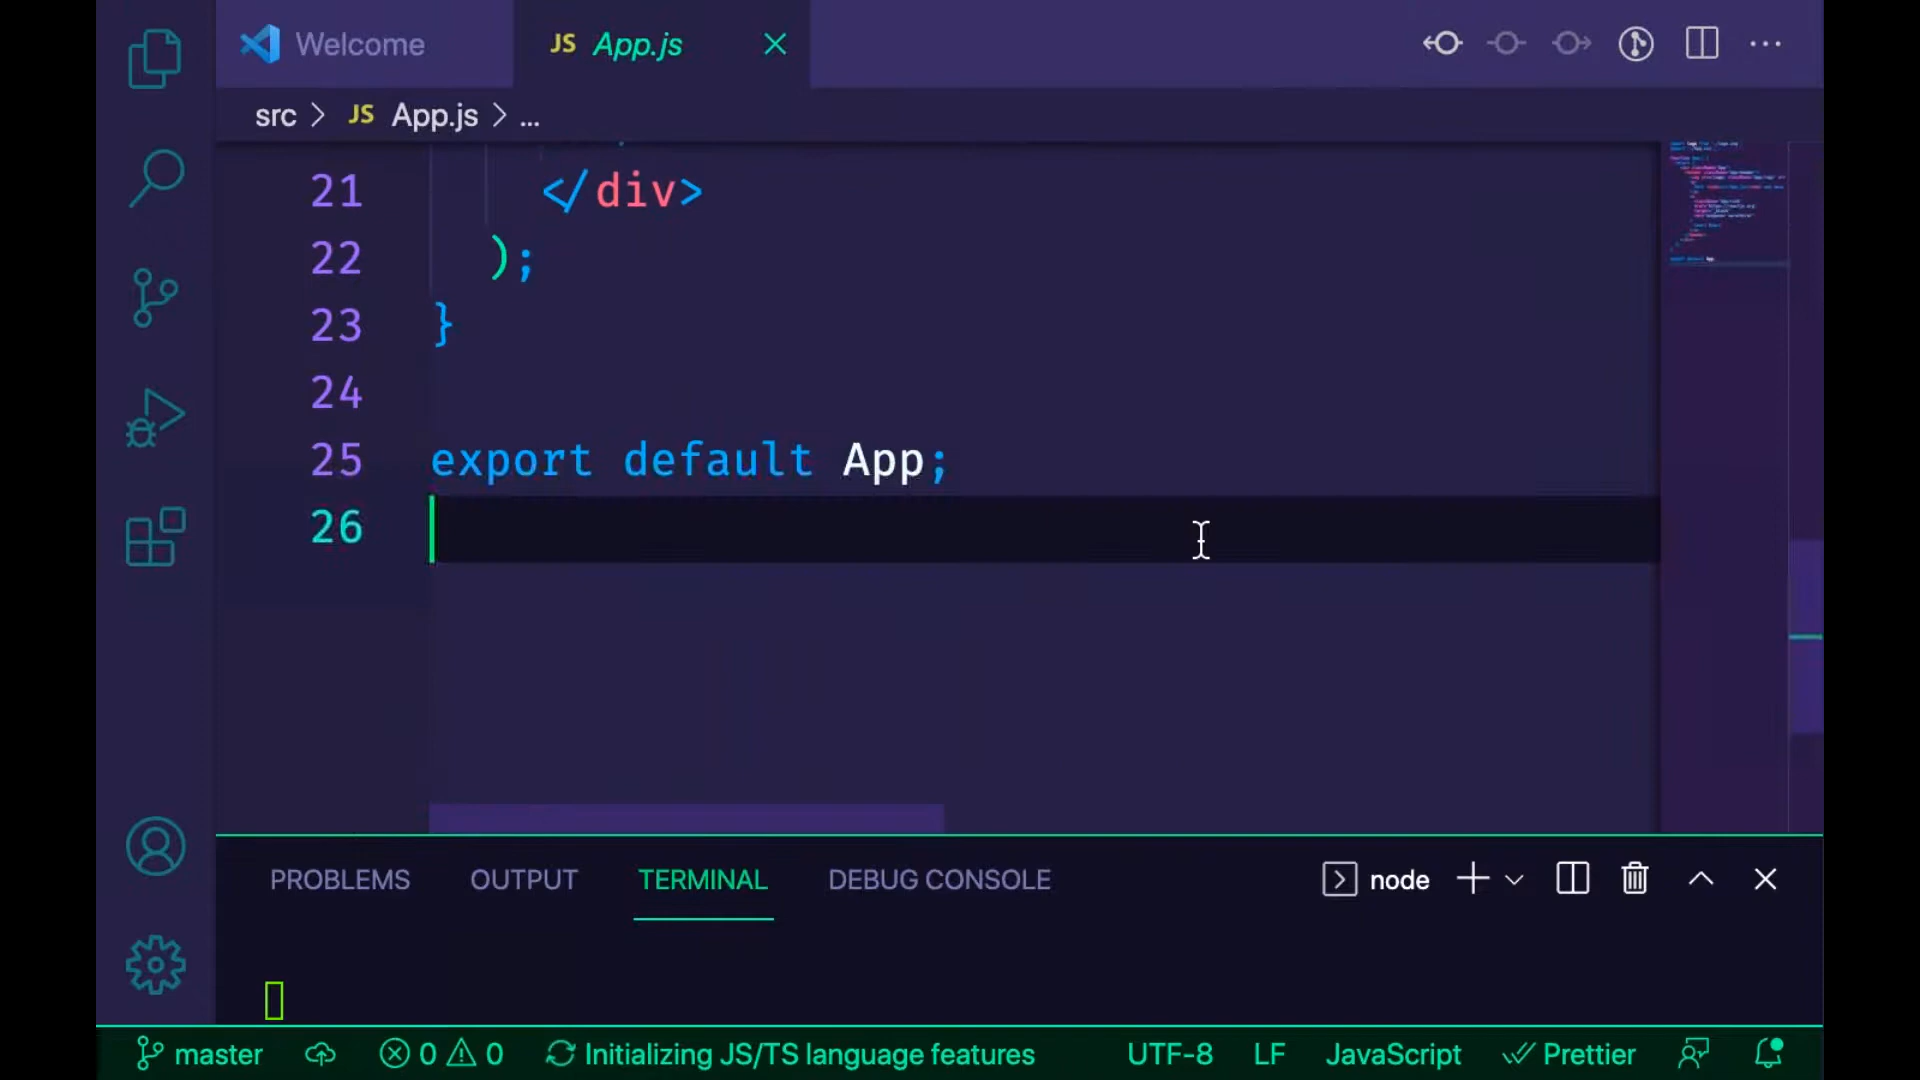 Welcome
JS App.js
src > JS App.js > ...
21 </div>
22 );
23 }
24
25 export default App;
26
PROBLEMS OUTPUT TERMINAL DEBUG CONSOLE node
master 0 0 Initializing JS/TS language features UTF-8 LF JavaScript Prettier